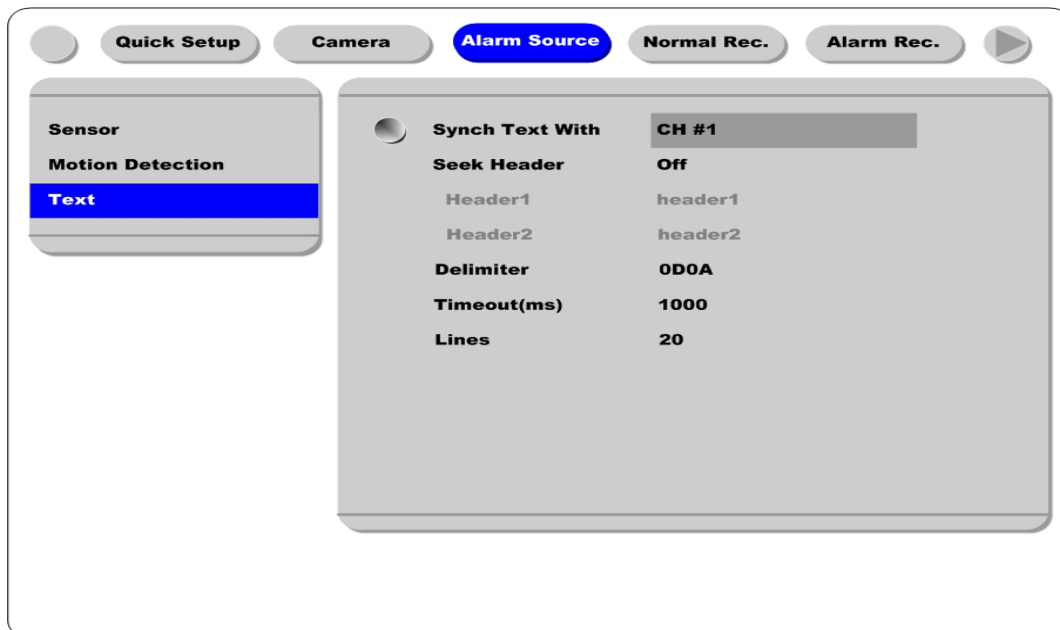 Quick Setup Camera Alarm Source Normal Rec. Alarm Rec.
Sensor
Motion Detection
Text
Synch Text With CH #1
Seek Header Off
Header1 header1
Header2 header2
Delimiter 0D0A
Timeout(ms) 1000
Lines 20